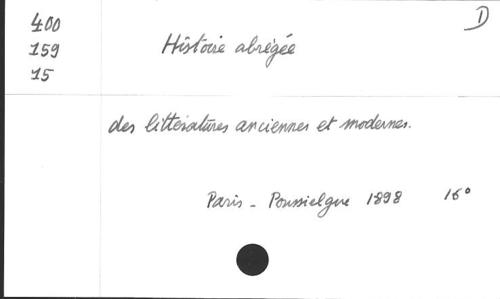 400
159
15
D
Histoire abrégée
des littératures anciennes et modernes.
Paris - Poussielgue 1898 16°